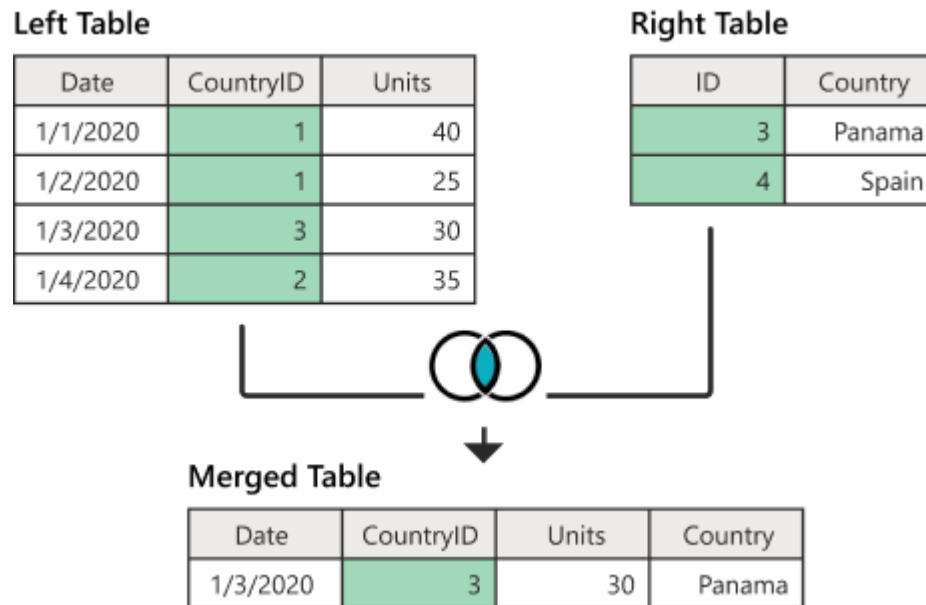 Left Table
Date CountryID Units
1/1/2020 1 40
1/2/2020 1 25
1/3/2020 3 30
1/4/2020 2 35
Right Table
ID Country
3 Panama
4 Spain
Merged Table
Date CountryID Units Country
1/3/2020 3 30 Panama